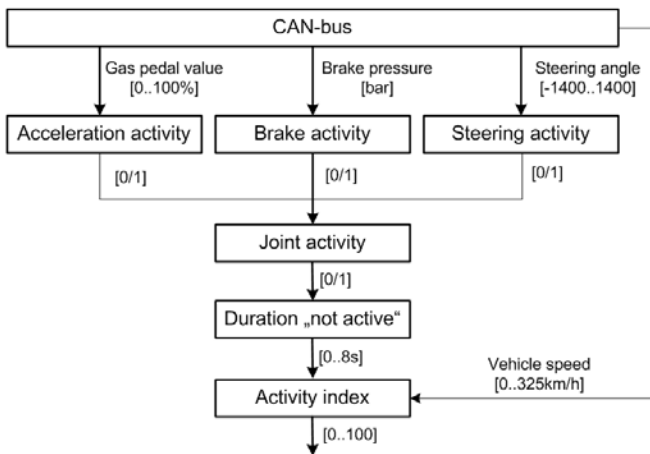 CAN-bus
Gas pedal value
[0..100%]
Brake pressure
[bar]
Steering angle
[-1400..1400]
Acceleration activity
Brake activity
Steering activity
[0/1]
[0/1]
[0/1]
Joint activity
[0/1]
Duration „not active“
[0..8s]
Vehicle speed
[0..325km/h]
Activity index
[0..100]